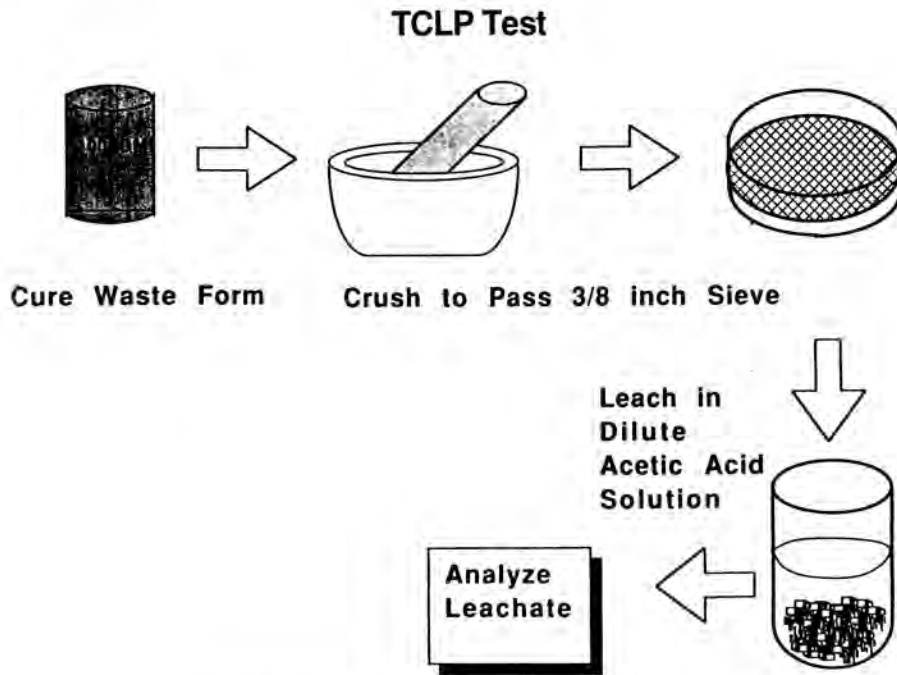 TCLP Test
Cure Waste Form
Crush to Pass 3/8 inch Sieve
Leach in
Dilute
Acetic Acid
Solution
Analyze
Leachate